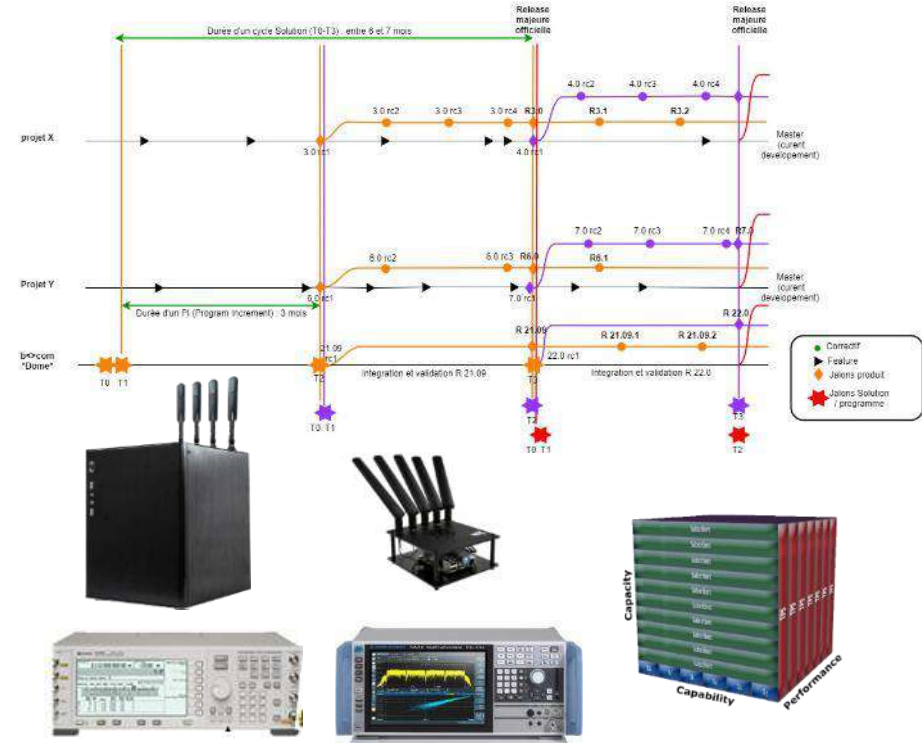 Release
majeure
officielle
Release
majeure
officielle
Durée d'un cycle Solution (T0-T3) : entre 6 et 7 mois
4.0 rc2
4.0 rc3
4.0 rc4
3.0 rc2
3.0 rc3
3.0 rc4
R3.0
R3.1
R3.2
projet X
3.0 rc1
4.0 rc1
Master
(curent
developement)
7.0 rc2
7.0 rc3
7.0 rc4
R7.0
6.0 rc2
6.0 rc3
R6.0
R6.1
Projet Y
6.0 rc1
7.0 rc1
Master
(curent
developement)
Durée d'un PI (Program Increment) : 3 mois
R 22.0
21.09
rc1
R 21.09
R 21.09.1
R 21.09.2
b<>com
"Dome"
22.0 rc1
T0
T1
T2
Integration et validation R 21.09
T3
Integration et validation R 22.0
T0
T1
T2
T3
T0
T1
T2
Correctif
Feature
Jalons produit
Jalons Solution
/ programme
Capacity
Capability
Performance